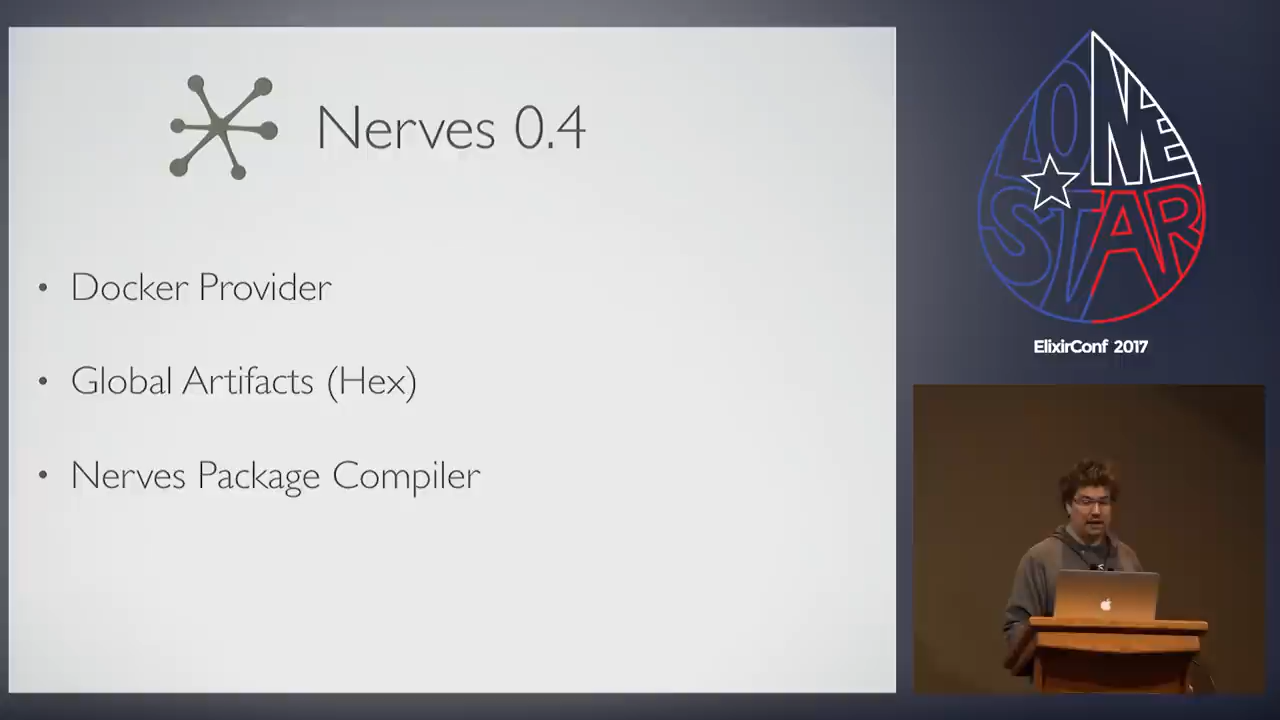 Nerves 0.4
• Docker Provider
• Global Artifacts (Hex)
• Nerves Package Compiler
LONE
STAR
ElixirConf 2017